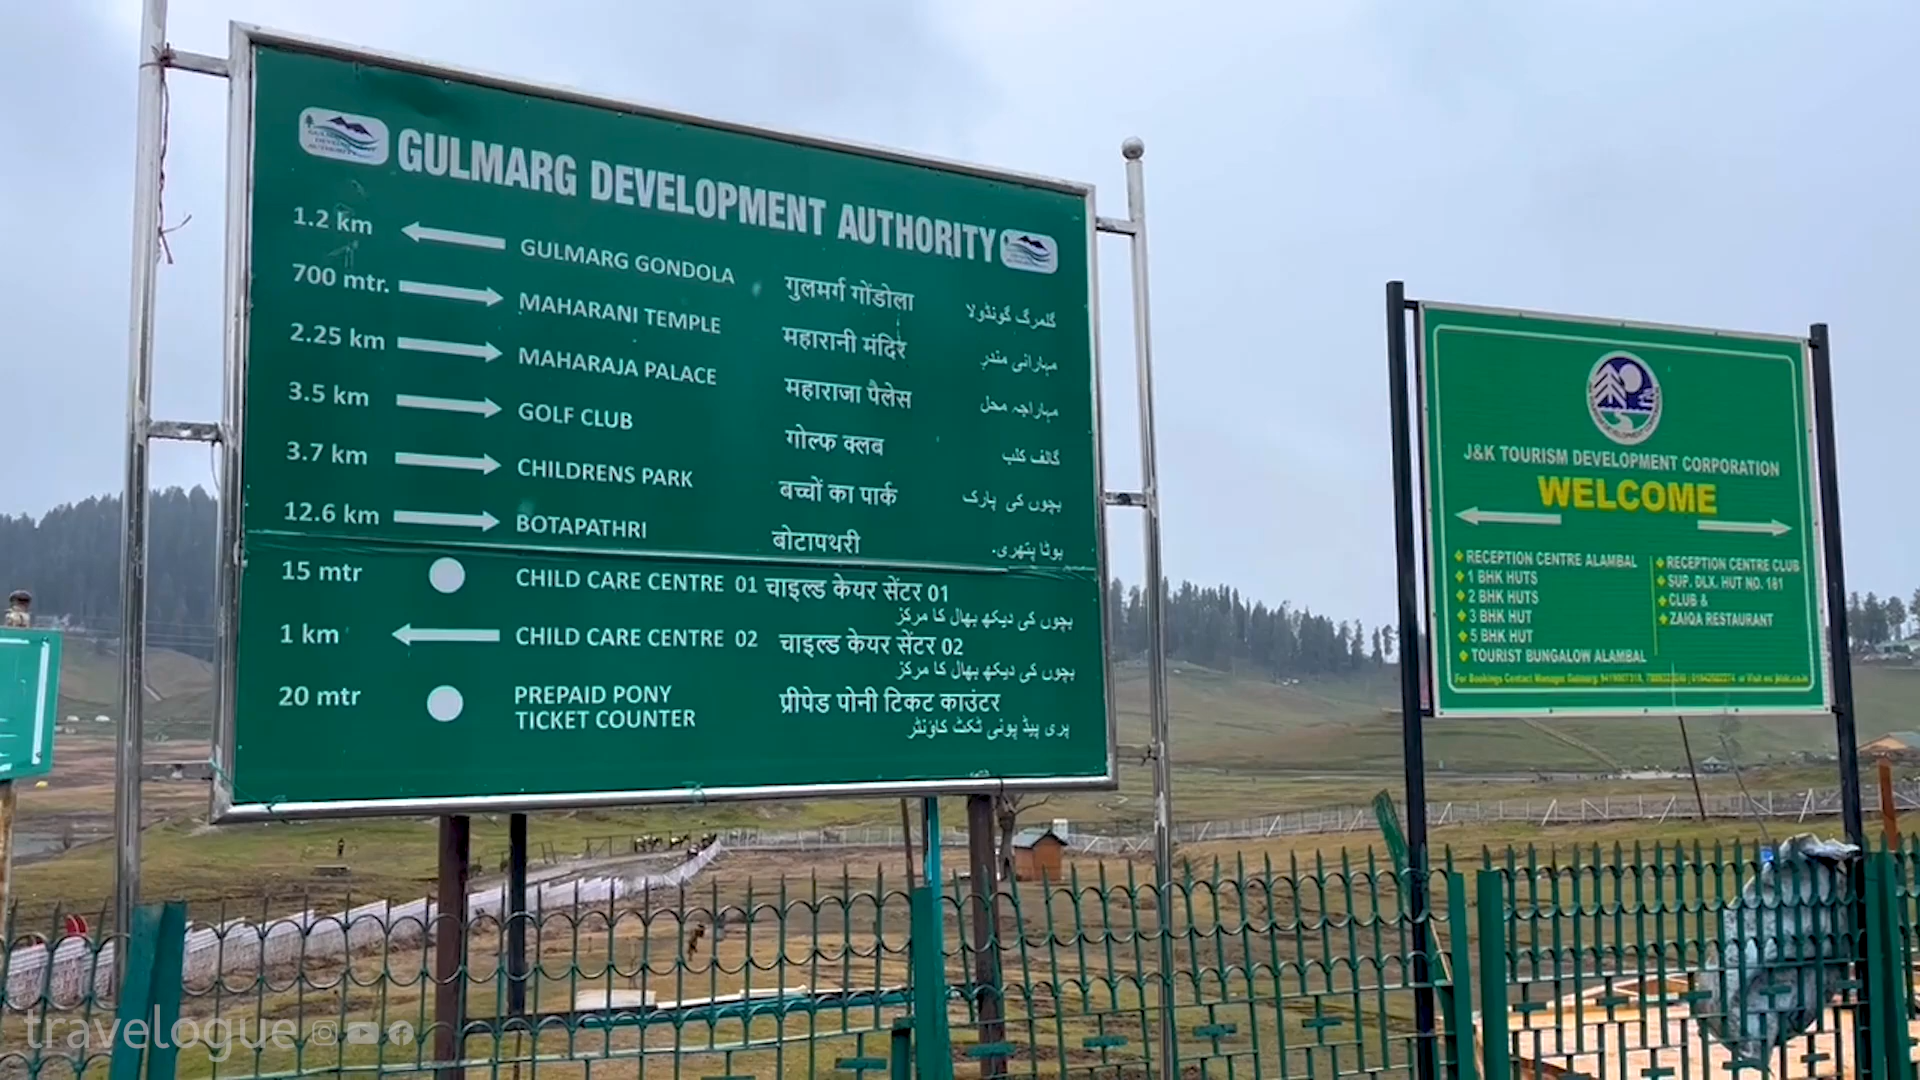 GULMARG DEVELOPMENT AUTHORITY
1.2 km GULMARG GONDOLA गुलमर्ग गोंडोला گلمرگ گونڈولا
700 mtr. MAHARANI TEMPLE महारानी मंदिर مہارانی مندر
2.25 km MAHARAJA PALACE महाराजा पैलेस مہاراجہ محل
3.5 km GOLF CLUB गोल्फ क्लब گالف کلب
3.7 km CHILDRENS PARK बच्चों का पार्क بچوں کی پارک
12.6 km BOTAPATHRI बोटापथरी بوٹا پتھری۔
15 mtr CHILD CARE CENTRE 01 चाइल्ड केयर सेंटर 01
بچوں کی دیکھ بھال کا مرکز
1 km CHILD CARE CENTRE 02 चाइल्ड केयर सेंटर 02
بچوں کی دیکھ بھال کا مرکز
20 mtr PREPAID PONY
TICKET COUNTER प्रीपेड पोनी टिकट काउंटर
پری پیڈ پونی ٹکٹ کاؤنٹر
J&K TOURISM DEVELOPMENT CORPORATION
WELCOME
RECEPTION CENTRE ALAMBAL
1 BHK HUTS
2 BHK HUTS
3 BHK HUT
5 BHK HUT
TOURIST BUNGALOW ALAMBAL
RECEPTION CENTRE CLUB
SUP. DLX. HUT NO. 181
CLUB &
ZAIQA RESTAURANT
For Bookings Contact Manager Gulmarg
travelogue